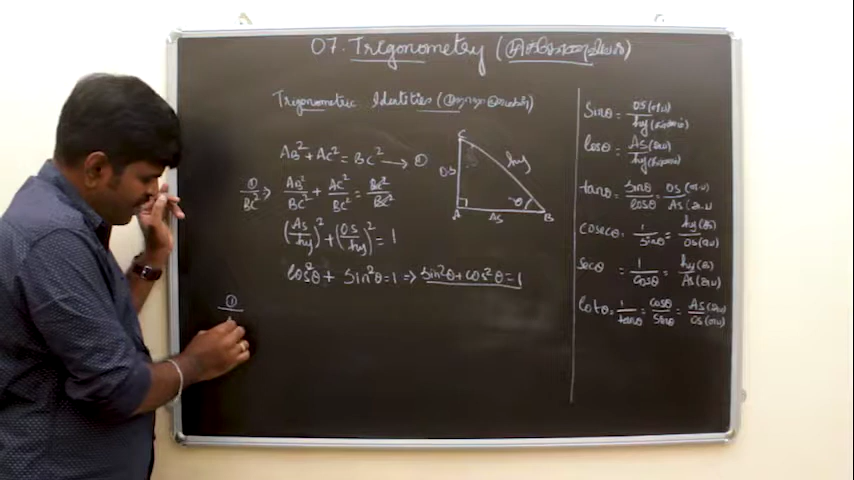 07. Trigonometry
Trigonometric Identities
AB² + AC² = BC² → ①
①/BC² ⇒ AB²/BC² + AC²/BC² = BC²/BC²
(AS/hy)² + (OS/hy)² = 1
cos²θ + Sin²θ = 1 ⇒ sin²θ + cos²θ = 1
①
C
OS
hy
θ
A
AS
B
Sinθ = OS/hy
Cosθ = AS/hy
tanθ = Sinθ/Cosθ = OS/AS
Cosecθ = 1/Sinθ = hy/OS
Secθ = 1/Cosθ = hy/AS
Cotθ = 1/tanθ = Cosθ/Sinθ = AS/OS